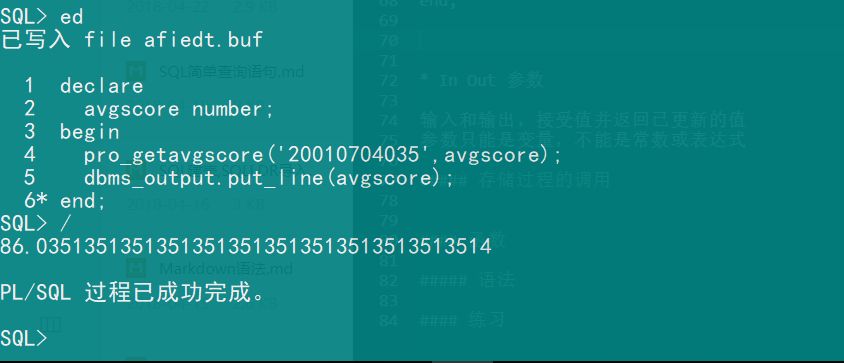 SQL> ed
已写入 file afiedt.buf
1 declare
2 avgscore number;
3 begin
4 pro_getavgscore('20010704035',avgscore);
5 dbms_output.put_line(avgscore);
6* end;
SQL> /
86.0351351351351351351351351351351351351514
PL/SQL 过程已成功完成。
SQL>
SQL简单查询语句.md
Markdown语法.md
68 end;
69
70
71
72 * In Out 参数
73
74 输入和输出，接受值并返回已更新的值
75 参数只能是变量，不能是常数或表达式
##### 存储过程的调用
78
79
81
82 ##### 语法
83
84 #### 练习